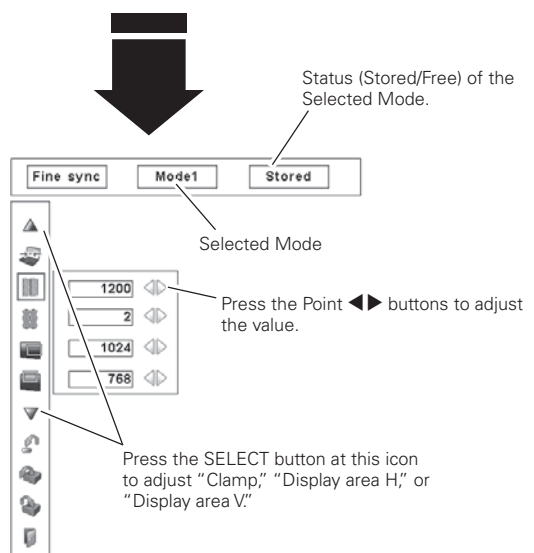 Status (Stored/Free) of the
Selected Mode.
Fine sync Mode1 Stored
Selected Mode
1200
Press the Point ◀▶ buttons to adjust
the value.
2
1024
768
Press the SELECT button at this icon
to adjust “Clamp,” “Display area H,” or
“Display area V.”